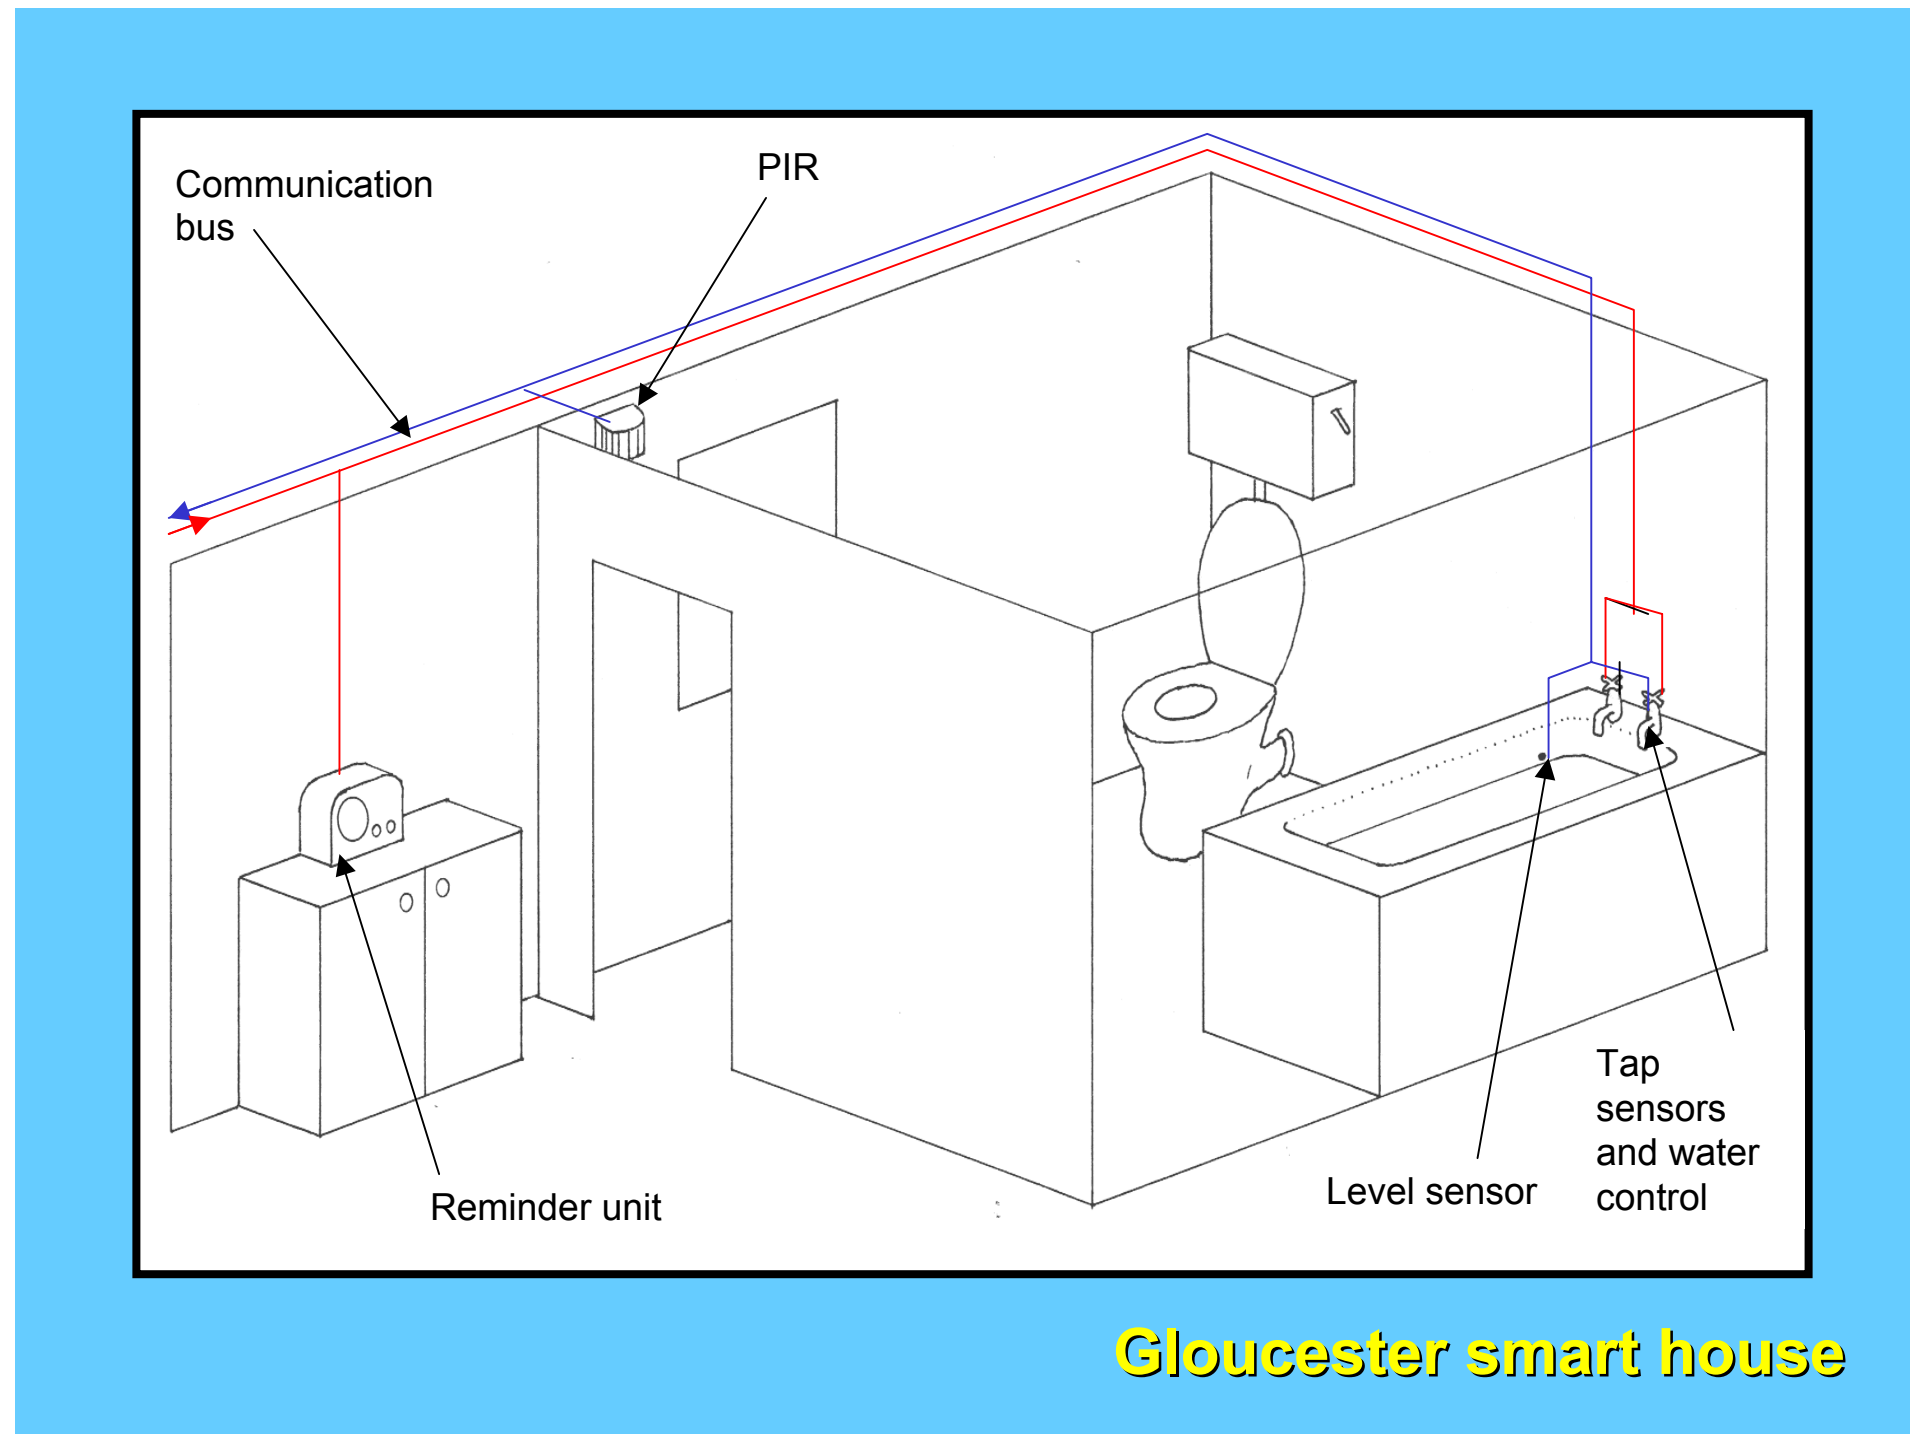 Communication
bus
PIR
Reminder unit
Level sensor
Tap
sensors
and water
control
Gloucester smart house